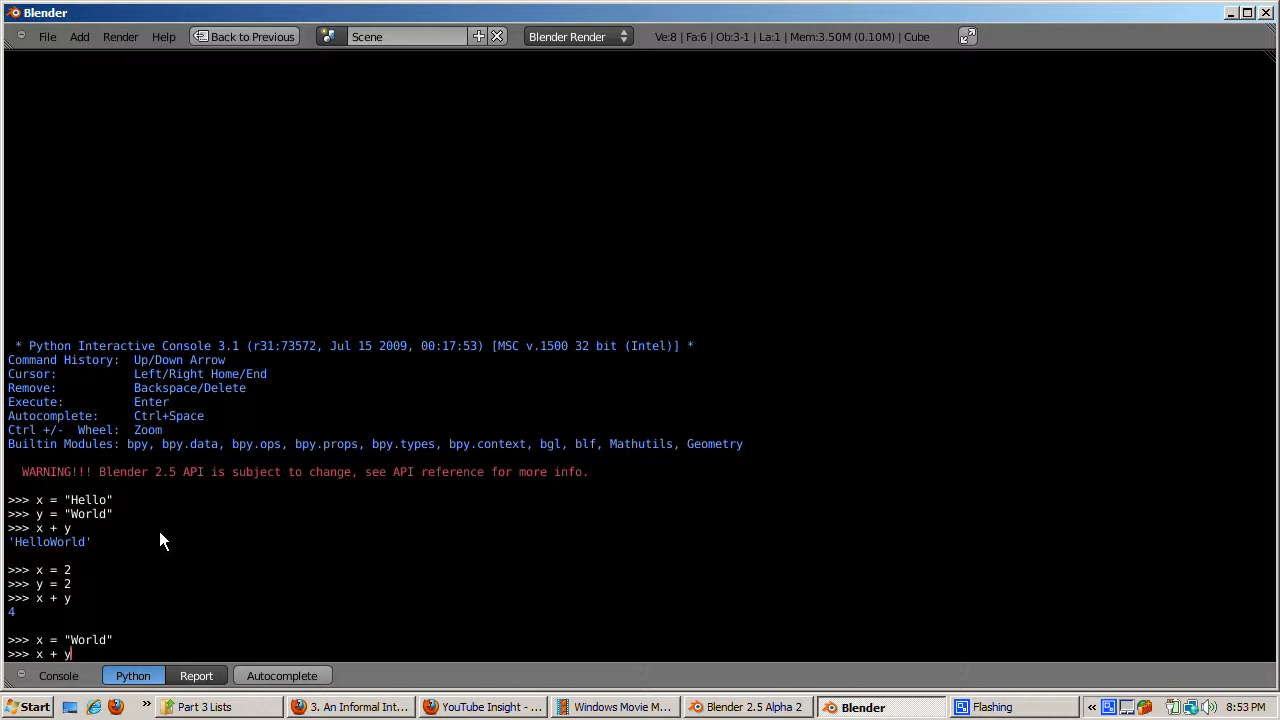 Blender
File Add Render Help Back to Previous Scene Blender Render Ve:8 | Fa:6 | Ob:3-1 | La:1 | Mem:3.50M (0.10M) | Cube
* Python Interactive Console 3.1 (r31:73572, Jul 15 2009, 00:17:53) [MSC v.1500 32 bit (Intel)] *
Command History: Up/Down Arrow
Cursor: Left/Right Home/End
Remove: Backspace/Delete
Execute: Enter
Autocomplete: Ctrl+Space
Ctrl +/- Wheel: Zoom
Builtin Modules: bpy, bpy.data, bpy.ops, bpy.props, bpy.types, bpy.context, bgl, blf, Mathutils, Geometry
WARNING!!! Blender 2.5 API is subject to change, see API reference for more info.
>>> x = "Hello"
>>> y = "World"
>>> x + y
'HelloWorld'
>>> x = 2
>>> y = 2
>>> x + y
4
>>> x = "World"
>>> x + y
Console Python Report Autocomplete
Start » Part 3 Lists 3. An Informal Int... YouTube Insight - ... Windows Movie M... Blender 2.5 Alpha 2 Blender Flashing « 8:53 PM